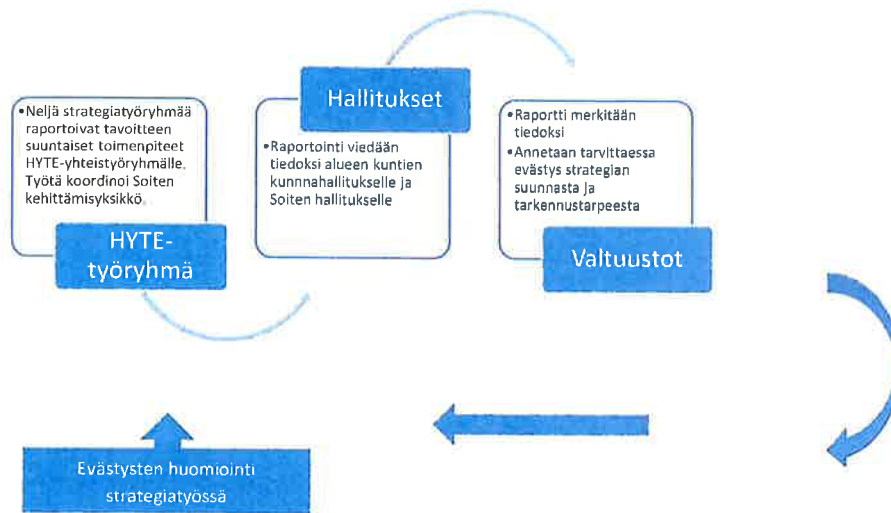 •Neljä strategiatyöryhmää
raportoivat tavoitteen
suuntaiset toimenpiteet
HYTE-yhteistyöryhmälle.
Työtä koordinoi Soiten
kehittämisyksikkö.
HYTE-
työryhmä
Hallitukset
•Raportointi viedään
tiedoksi alueen kuntien
kunnnahallitukselle ja
Soiten hallitukselle
•Raportti merkitään
tiedoksi
•Annetaan tarvittaessa
evästys strategian
suunnasta ja
tarkennustarpeesta
Valtuustot
Evästysten huomiointi
strategiatyössä